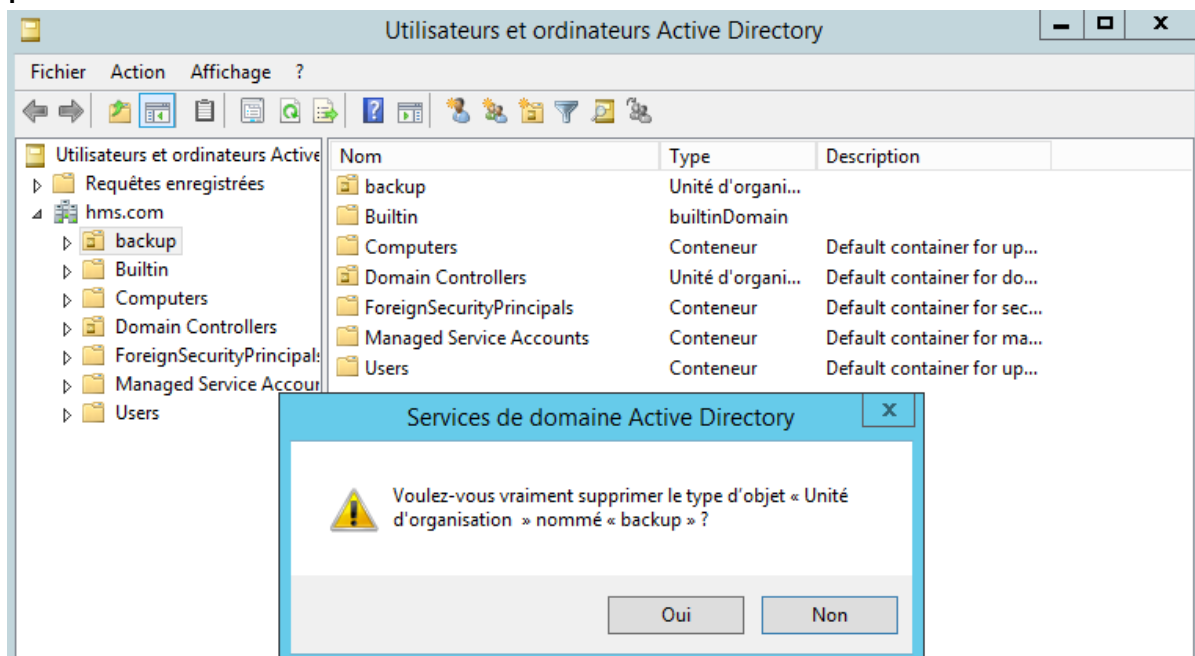 Utilisateurs et ordinateurs Active Directory
Fichier Action Affichage ?
Utilisateurs et ordinateurs Active
Requêtes enregistrées
hms.com
backup
Builtin
Computers
Domain Controllers
ForeignSecurityPrincipals
Managed Service Accour
Users
Nom Type Description
backup Unité d'organi...
Builtin builtinDomain
Computers Conteneur Default container for up...
Domain Controllers Unité d'organi... Default container for do...
ForeignSecurityPrincipals Conteneur Default container for sec...
Managed Service Accounts Conteneur Default container for ma...
Users Conteneur Default container for up...
Services de domaine Active Directory
Voulez-vous vraiment supprimer le type d'objet « Unité
d'organisation » nommé « backup » ?
Oui Non